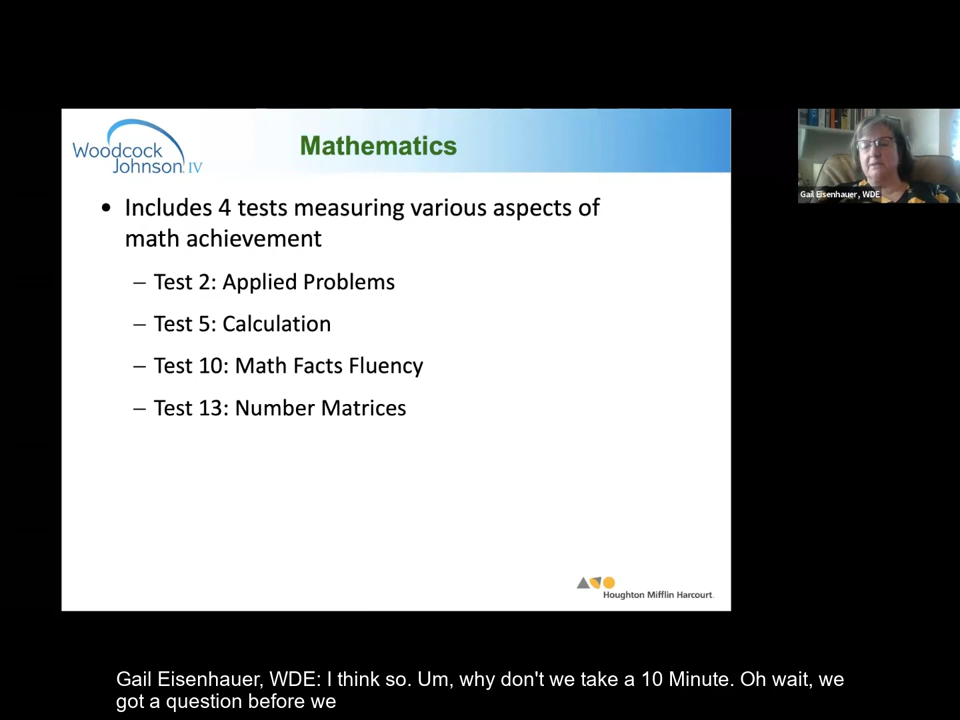 Woodcock
Johnson IV
Mathematics
• Includes 4 tests measuring various aspects of
math achievement
– Test 2: Applied Problems
– Test 5: Calculation
– Test 10: Math Facts Fluency
– Test 13: Number Matrices
Houghton Mifflin Harcourt
Gail Eisenhauer, WDE
Gail Eisenhauer, WDE: I think so. Um, why don't we take a 10 Minute. Oh wait, we
got a question before we